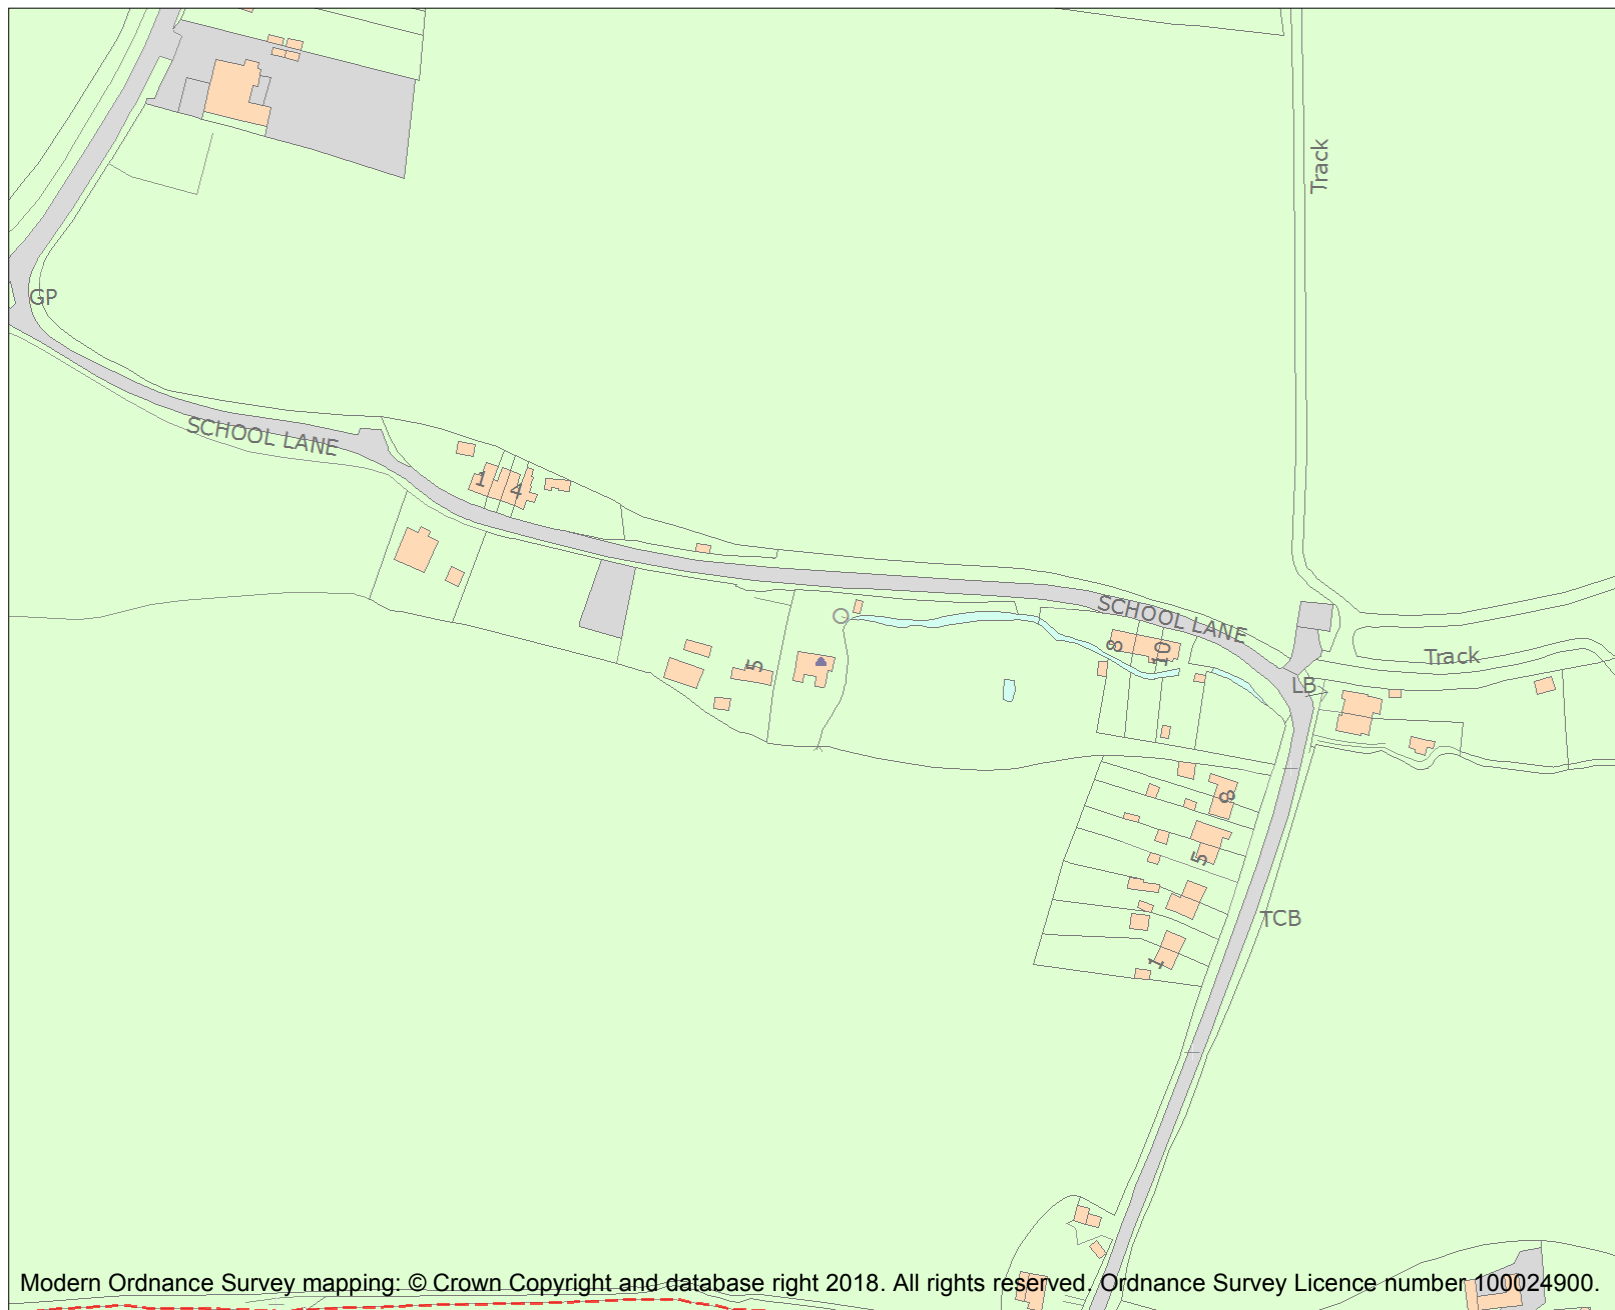 Track
GP
SCHOOL LANE
1
4
SCHOOL LANE
8
10
5
Track
LB
8
5
TCB
1
Modern Ordnance Survey mapping: © Crown Copyright and database right 2018. All rights reserved. Ordnance Survey Licence number 100024900.